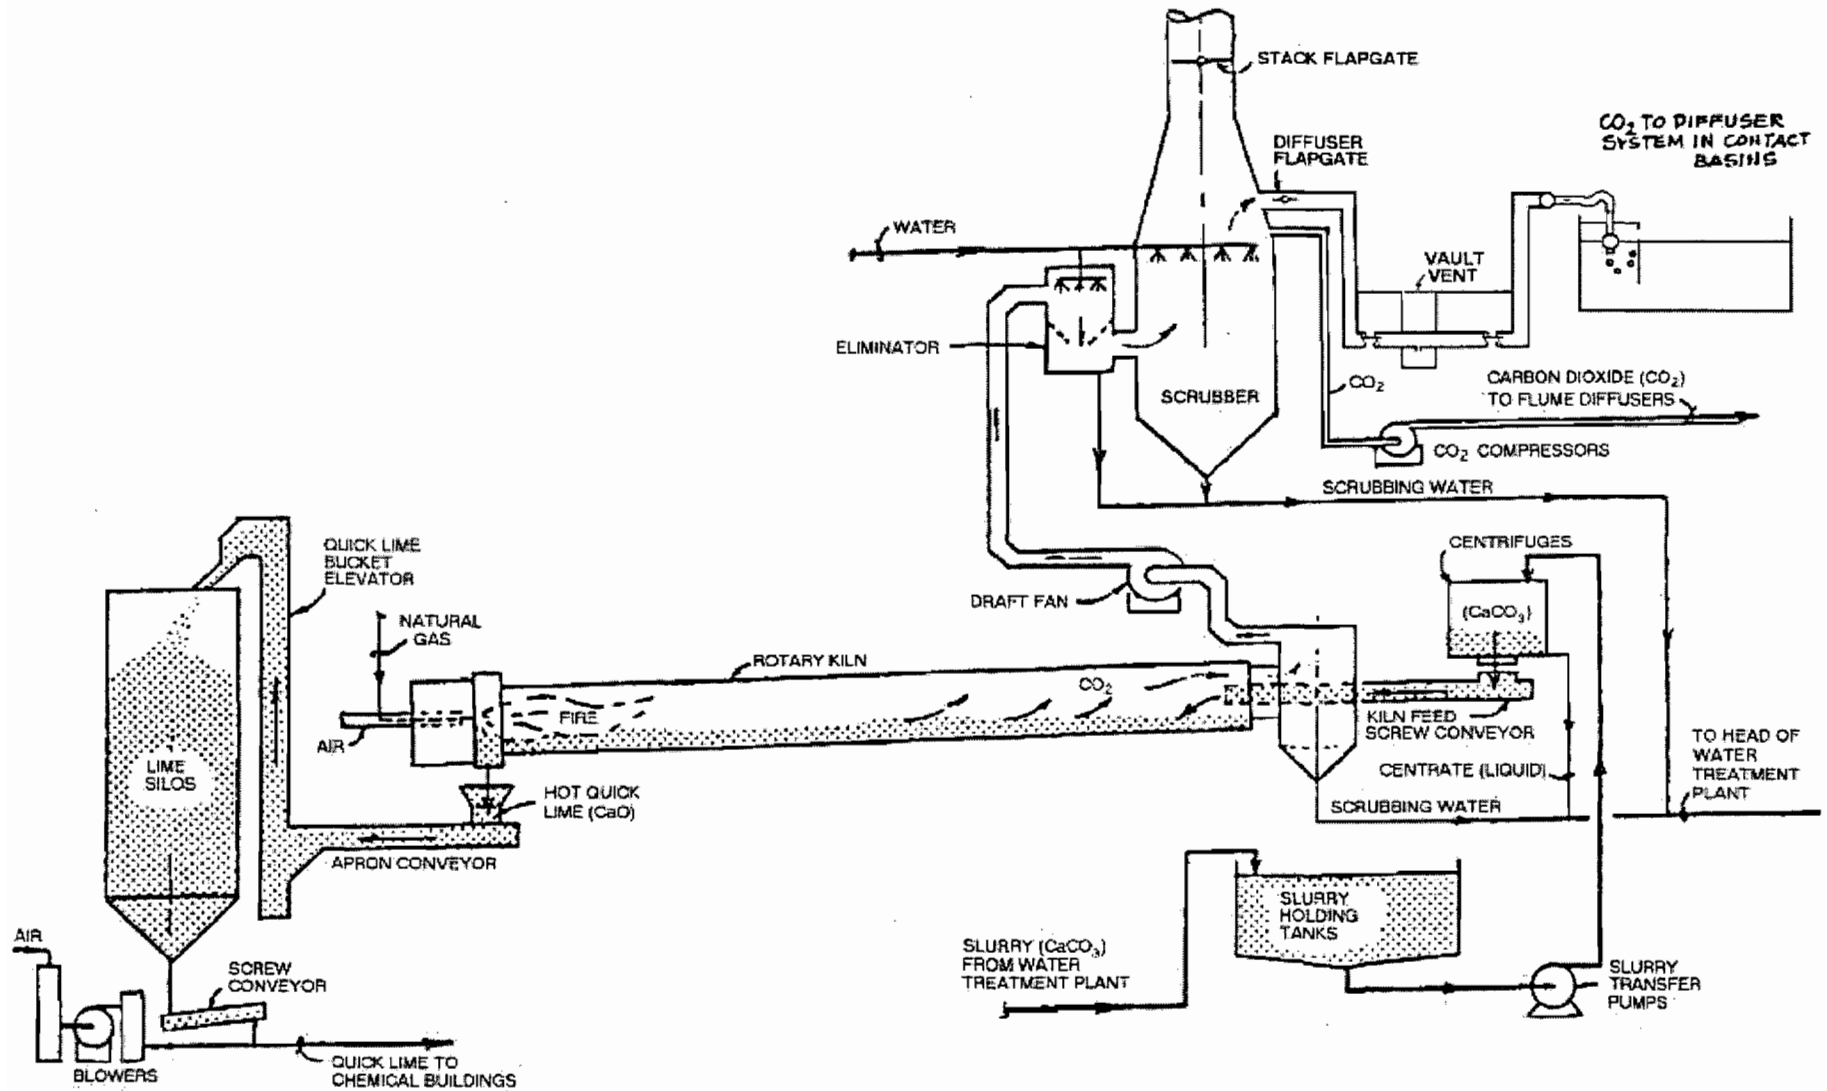 STACK FLAPGATE
CO₂ TO DIFFUSER
SYSTEM IN CONTACT
BASINS
DIFFUSER
FLAPGATE
WATER
VAULT
VENT
ELIMINATOR
SCRUBBER
CO₂
CARBON DIOXIDE (CO₂)
TO FLUME DIFFUSERS
CO₂ COMPRESSORS
SCRUBBING WATER
QUICK LIME
BUCKET
ELEVATOR
CENTRIFUGES
(CaCO₃)
DRAFT FAN
NATURAL
GAS
ROTARY KILN
CO₂
FIRE
AIR
KILN FEED
SCREW CONVEYOR
LIME
SILOS
HOT QUICK
LIME (CaO)
CENTRATE (LIQUID)
TO HEAD OF
WATER
TREATMENT
PLANT
SCRUBBING WATER
APRON CONVEYOR
SLURRY
HOLDING
TANKS
AIR
SLURRY (CaCO₃)
FROM WATER
TREATMENT PLANT
SCREW
CONVEYOR
SLURRY
TRANSFER
PUMPS
BLOWERS
QUICK LIME TO
CHEMICAL BUILDINGS